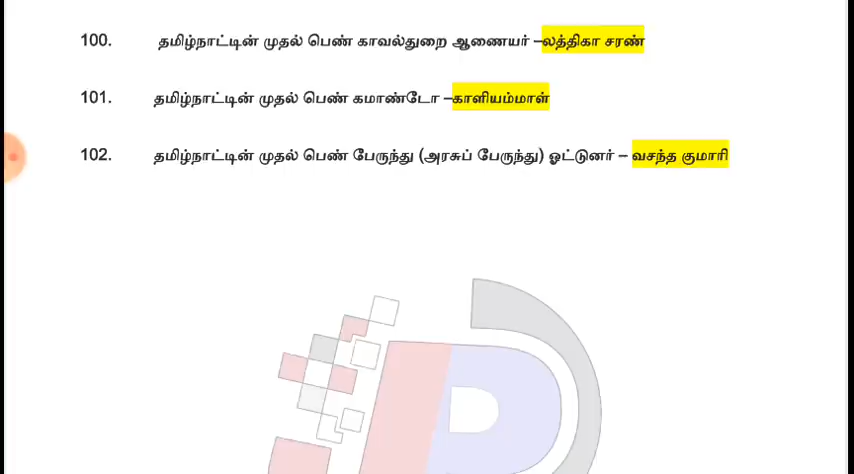 100. தமிழ்நாட்டின் முதல் பெண் காவல்துறை ஆணையர் –லத்திகா சரண்
101. தமிழ்நாட்டின் முதல் பெண் கமாண்டோ –காளியம்மாள்
102. தமிழ்நாட்டின் முதல் பெண் பேருந்து (அரசுப் பேருந்து) ஓட்டுனர் – வசந்த குமாரி